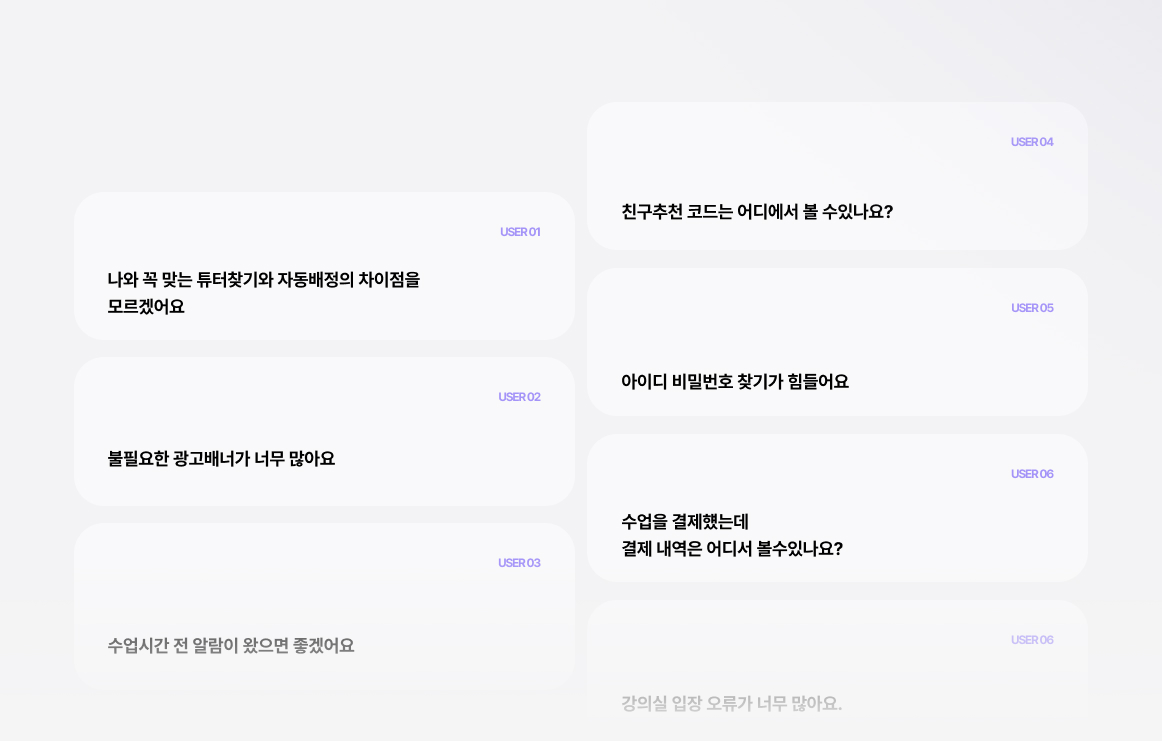 USER 01
나와 꼭 맞는 튜터찾기와 자동배정의 차이점을
모르겠어요
USER 02
불필요한 광고배너가 너무 많아요
USER 03
수업시간 전 알람이 왔으면 좋겠어요
USER 04
친구추천 코드는 어디에서 볼 수있나요?
USER 05
아이디 비밀번호 찾기가 힘들어요
USER 06
수업을 결제헀는데
결제 내역은 어디서 볼수있나요?
USER 06
강의실 입장 오류가 너무 많아요.